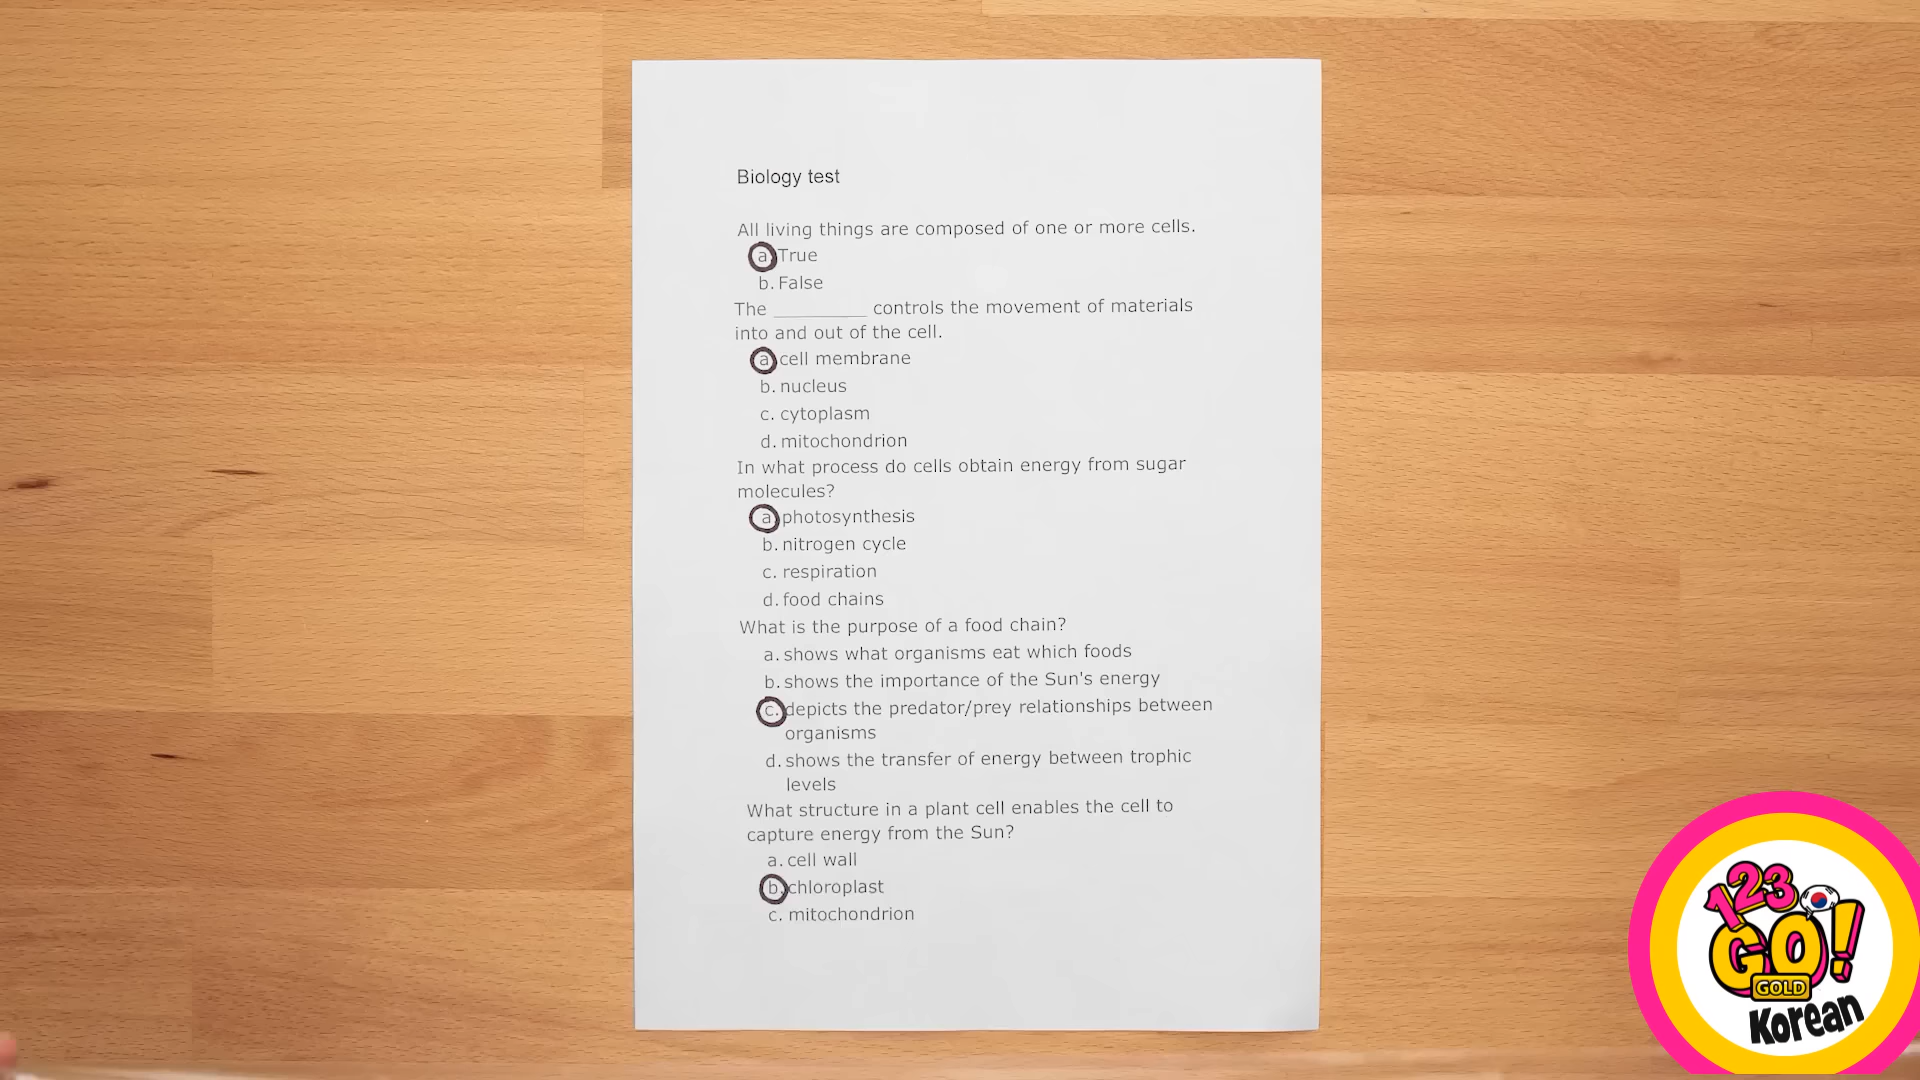 Biology test
All living things are composed of one or more cells.
a. True
b. False
The __________ controls the movement of materials
into and out of the cell.
a. cell membrane
b. nucleus
c. cytoplasm
d. mitochondrion
In what process do cells obtain energy from sugar
molecules?
a. photosynthesis
b. nitrogen cycle
c. respiration
d. food chains
What is the purpose of a food chain?
a. shows what organisms eat which foods
b. shows the importance of the Sun's energy
c. depicts the predator/prey relationships between
organisms
d. shows the transfer of energy between trophic
levels
What structure in a plant cell enables the cell to
capture energy from the Sun?
a. cell wall
b. chloroplast
c. mitochondrion
123
GO!
GOLD
Korean